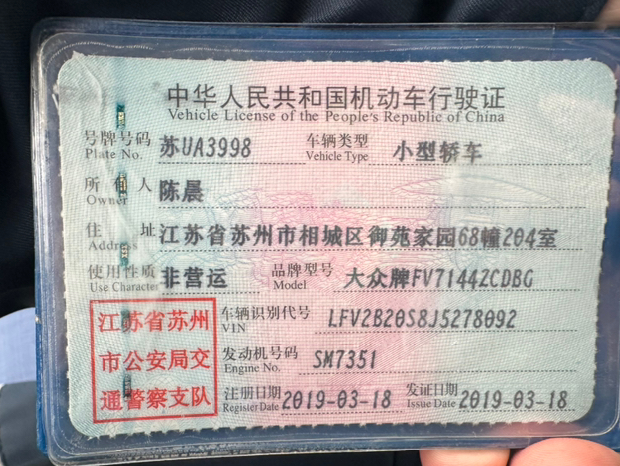 中华人民共和国机动车行驶证
Vehicle License of the People's Republic of China
号牌号码 苏UA3998 车辆类型 小型轿车
Plate No. Vehicle Type
所有人 陈晨
Owner
住址 江苏省苏州市相城区御苑家园68幢204室
Address
使用性质 非营运 品牌型号 大众牌FV71442CDBG
Use Character Model
江苏省苏州 车辆识别代号 LFV2B20S8J5278092
VIN
市公安局交 发动机号码 SM7351
Engine No.
通警察支队 注册日期 2019-03-18 发证日期 2019-03-18
Register Date Issue Date